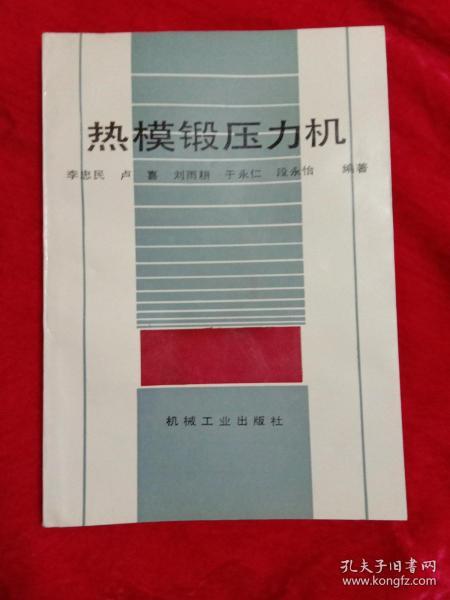 热模锻压力机
李忠民 卢 喜 刘雨耕 于永仁 段永怡 编著
机械工业出版社
孔夫子旧书网
www.kongfz.com